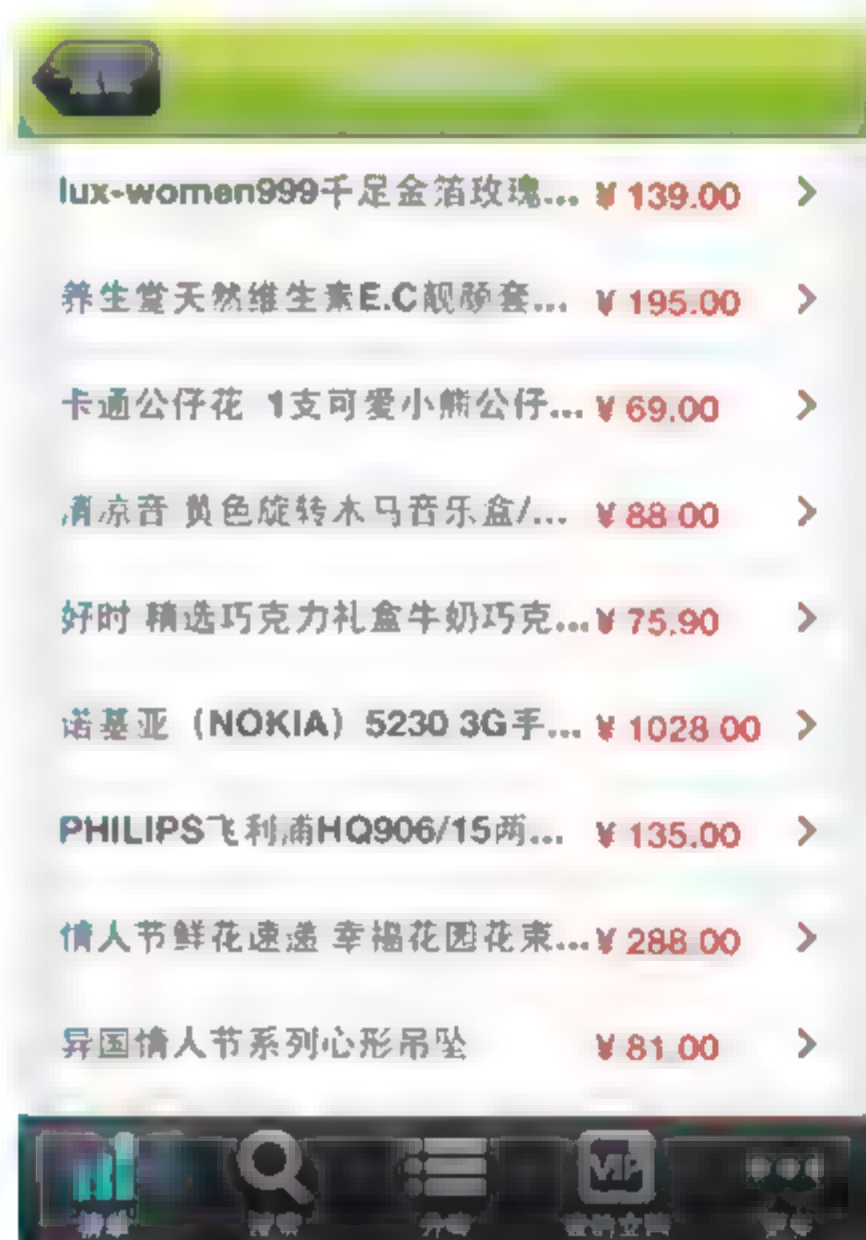 lux-women999千足金箔玫瑰... ¥ 139.00
养生堂天然维生素E.C靓颜套... ¥ 195.00
卡通公仔花 1支可爱小熊公仔... ¥ 69.00
清凉音 黄色旋转木马音乐盒/... ¥ 88.00
好时 精选巧克力礼盒牛奶巧克... ¥ 75.90
诺基亚（NOKIA）5230 3G手... ¥ 1028.00
PHILIPS飞利浦HQ906/15两... ¥ 135.00
情人节鲜花速递 幸福花园花束... ¥ 288.00
异国情人节系列心形吊坠 ¥ 81.00
VIP